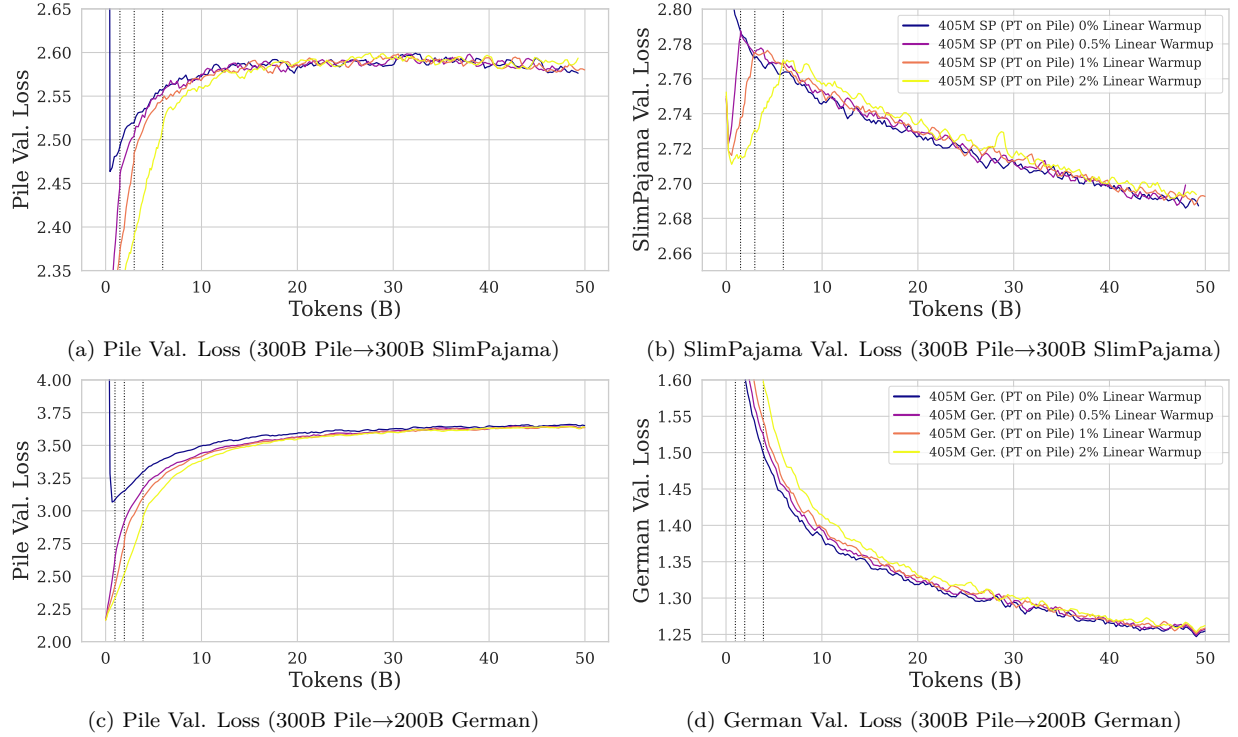 2.65
2.60
2.55
2.50
2.45
2.40
2.35
Pile Val. Loss
0 10 20 30 40 50
Tokens (B)
(a) Pile Val. Loss (300B Pile→300B SlimPajama)
2.80
2.78
2.76
2.74
2.72
2.70
2.68
2.66
SlimPajama Val. Loss
405M SP (PT on Pile) 0% Linear Warmup
405M SP (PT on Pile) 0.5% Linear Warmup
405M SP (PT on Pile) 1% Linear Warmup
405M SP (PT on Pile) 2% Linear Warmup
0 10 20 30 40 50
Tokens (B)
(b) SlimPajama Val. Loss (300B Pile→300B SlimPajama)
4.00
3.75
3.50
3.25
3.00
2.75
2.50
2.25
2.00
Pile Val. Loss
0 10 20 30 40 50
Tokens (B)
(c) Pile Val. Loss (300B Pile→200B German)
1.60
1.55
1.50
1.45
1.40
1.35
1.30
1.25
German Val. Loss
405M Ger. (PT on Pile) 0% Linear Warmup
405M Ger. (PT on Pile) 0.5% Linear Warmup
405M Ger. (PT on Pile) 1% Linear Warmup
405M Ger. (PT on Pile) 2% Linear Warmup
0 10 20 30 40 50
Tokens (B)
(d) German Val. Loss (300B Pile→200B German)